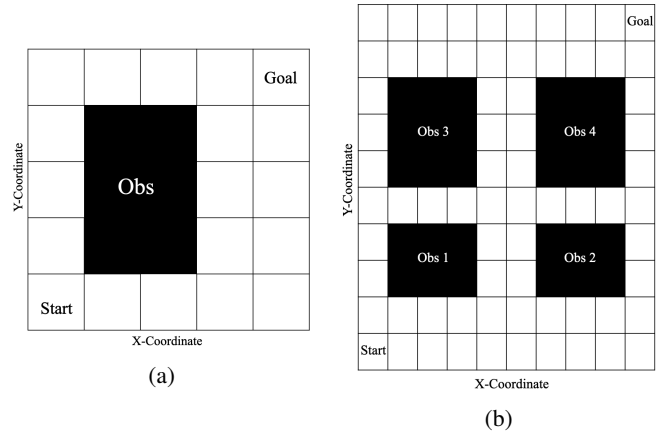 Goal
Y-Coordinate
Obs
Start
X-Coordinate
(a)
Goal
Obs 3
Obs 4
Y-Coordinate
Obs 1
Obs 2
Start
X-Coordinate
(b)